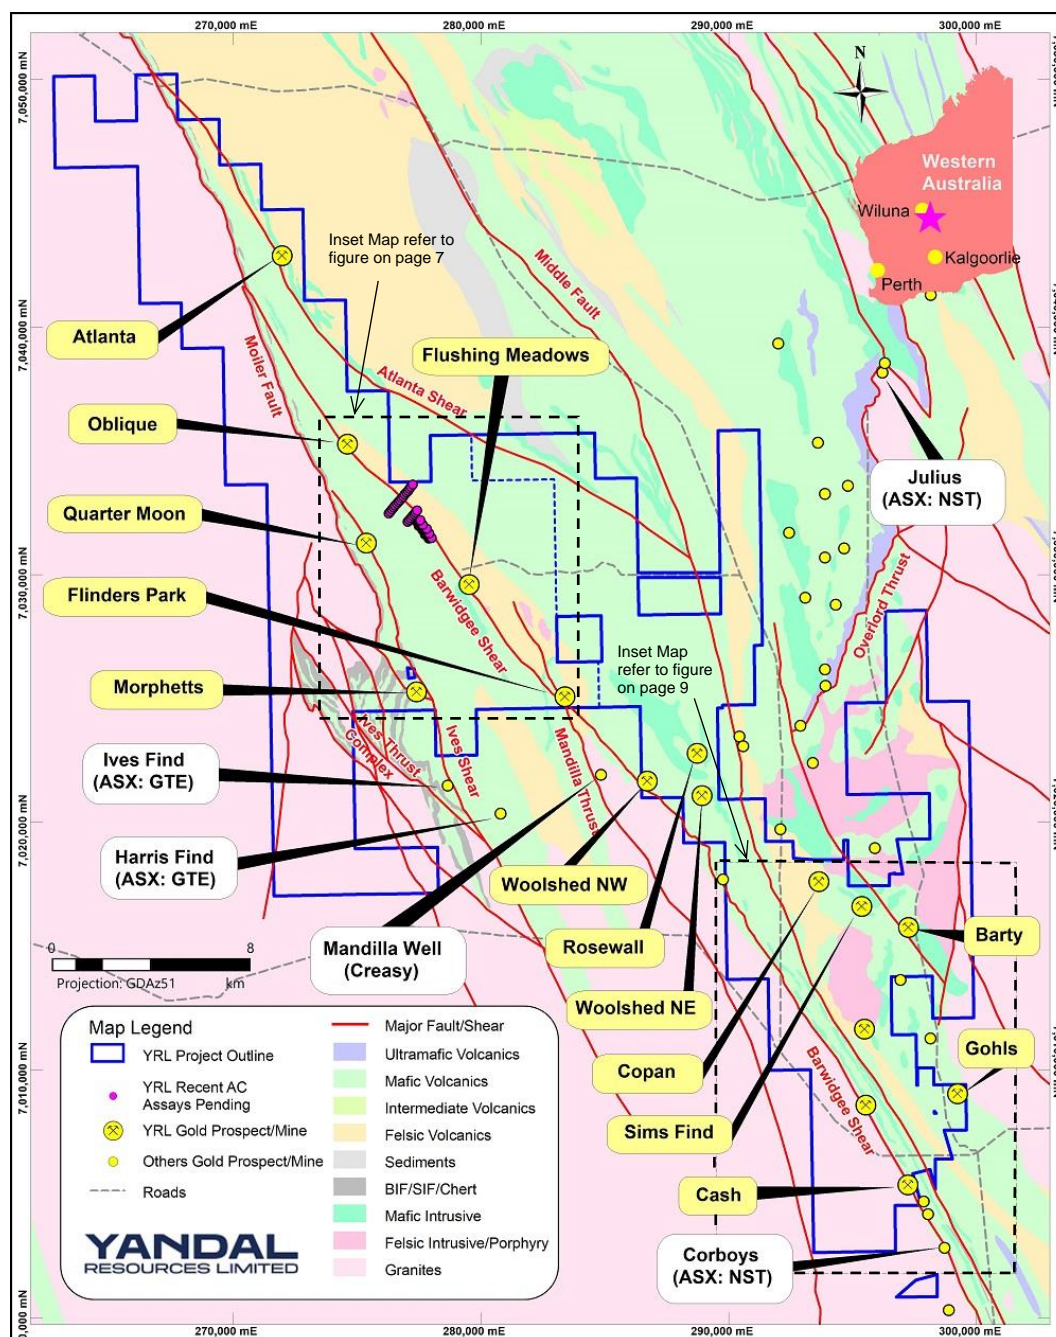 270,000 mE
280,000 mE
290,000 mE
300,000 mE
7,050,000 mN
N
Western
Australia
Wiluna
Kalgoorlie
Perth
Inset Map refer to
figure on page 7
Middle Fault
7,040,000 mN
Atlanta
Moiler Fault
Flushing Meadows
Atlanta Shear
Oblique
Julius
(ASX: NST)
Quarter Moon
7,030,000 mN
Flinders Park
Barwidgee Shear
Overlord Thrust
Inset Map
refer to figure
on page 9
Morphetts
Ives Thrust
Complex
Ives Shear
Mandilla Thrust
Ives Find
(ASX: GTE)
7,020,000 mN
Harris Find
(ASX: GTE)
Woolshed NW
Mandilla Well
(Creasy)
Rosewall
Barty
0 8
Projection: GDAz51 km
Woolshed NE
Map Legend
YRL Project Outline
YRL Recent AC
Assays Pending
YRL Gold Prospect/Mine
Others Gold Prospect/Mine
Roads
Major Fault/Shear
Ultramafic Volcanics
Mafic Volcanics
Intermediate Volcanics
Felsic Volcanics
Sediments
BIF/SIF/Chert
Mafic Intrusive
Felsic Intrusive/Porphyry
Granites
YANDAL
RESOURCES LIMITED
Copan
Gohls
7,010,000 mN
Barwidgee Shear
Sims Find
Cash
Corboys
(ASX: NST)
270,000 mE
280,000 mE
290,000 mE
300,000 mE